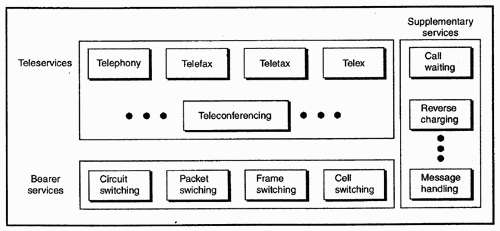 Supplementary
services
Teleservices
Telephony
Telefax
Teletax
Telex
Call
waiting
Teleconferencing
Reverse
charging
Bearer
services
Circuit
switching
Packet
swiching
Frame
switching
Cell
switching
Message
handling